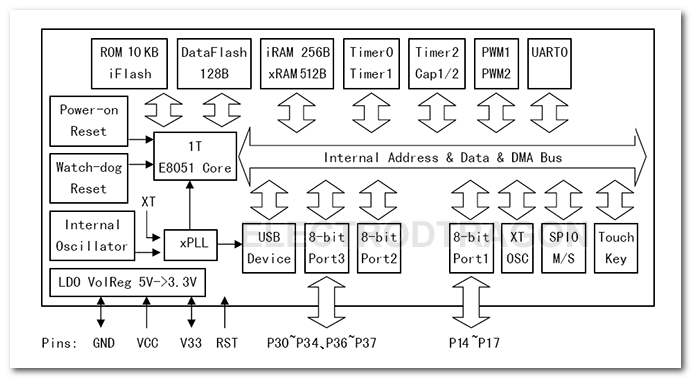 ROM 10KB
iFlash
DataFlash
128B
iRAM 256B
xRAM512B
Timer0
Timer1
Timer2
Cap1/2
PWM1
PWM2
UART0
Power-on
Reset
1T
E8051 Core
Internal Address & Data & DMA Bus
Watch-dog
Reset
XT
Internal
Oscillator
xPLL
USB
Device
8-bit
Port3
8-bit
Port2
8-bit
Port1
XT
OSC
SPI0
M/S
Touch
Key
ELECTRODRAGON
LDO VolReg 5V->3.3V
Pins: GND VCC V33 RST P30~P34、P36~P37 P14~P17